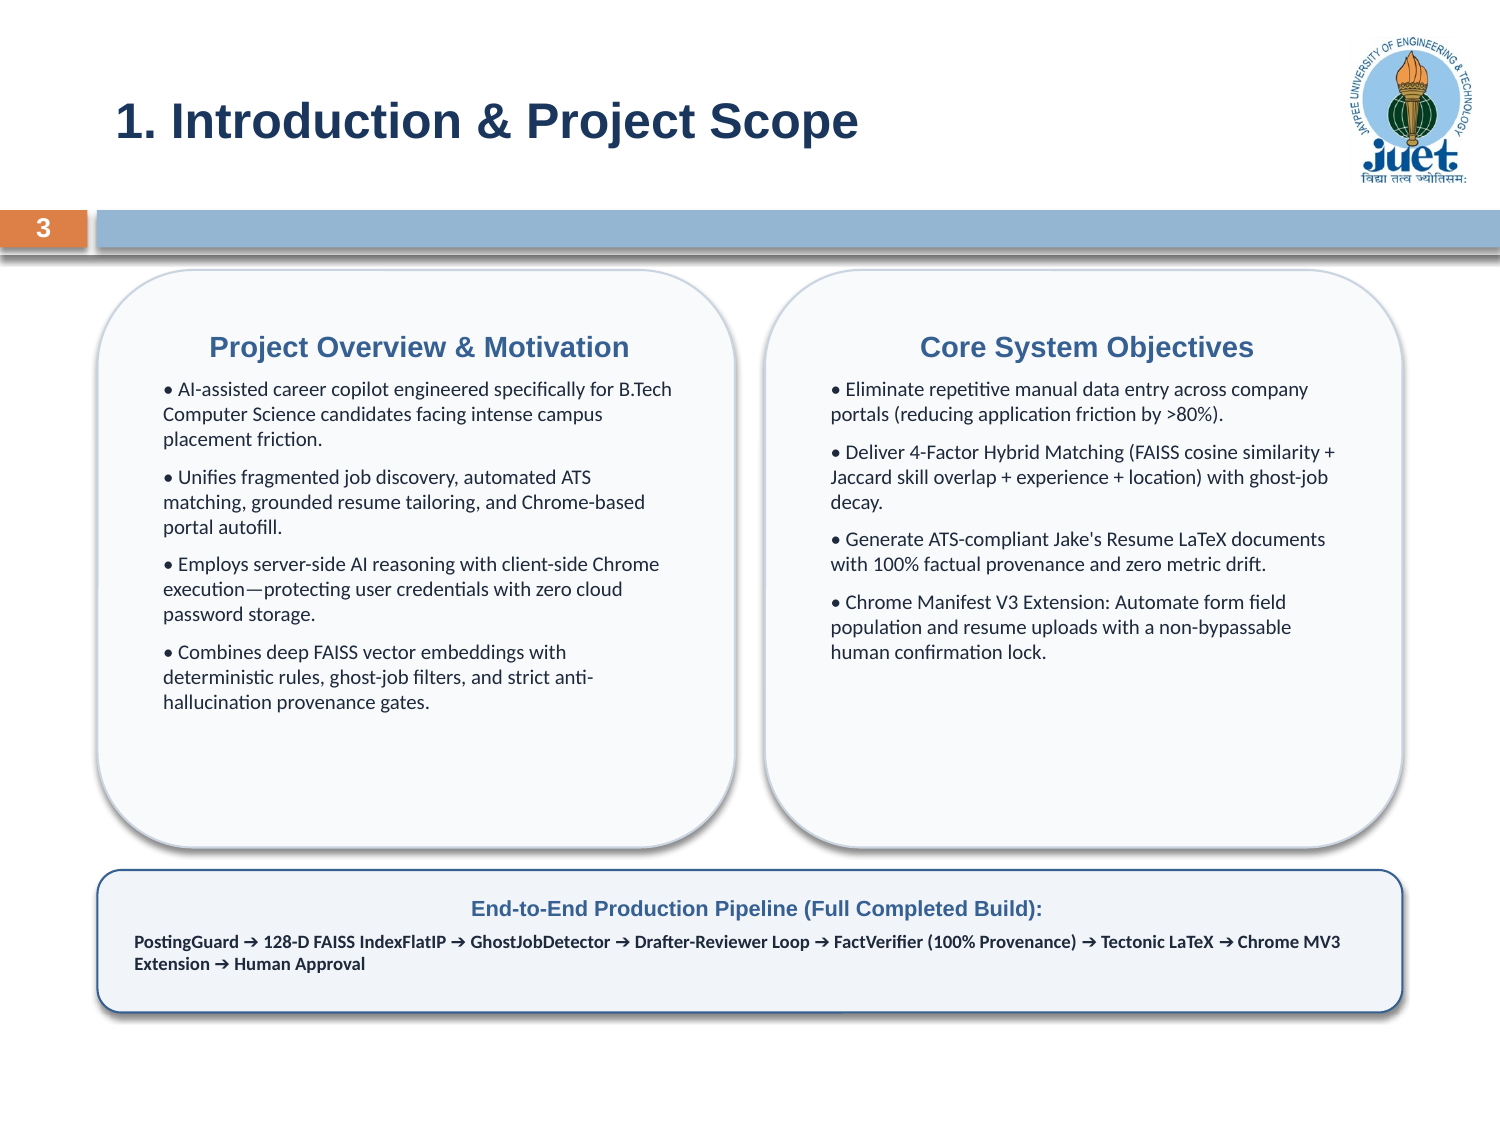 JAYPEE UNIVERSITY OF ENGINEERING & TECHNOLOGY
juet
विद्या तत्व ज्योतिसमः
1. Introduction & Project Scope
3
Project Overview & Motivation
• AI-assisted career copilot engineered specifically for B.Tech
Computer Science candidates facing intense campus
placement friction.
• Unifies fragmented job discovery, automated ATS
matching, grounded resume tailoring, and Chrome-based
portal autofill.
• Employs server-side AI reasoning with client-side Chrome
execution—protecting user credentials with zero cloud
password storage.
• Combines deep FAISS vector embeddings with
deterministic rules, ghost-job filters, and strict anti-
hallucination provenance gates.
Core System Objectives
• Eliminate repetitive manual data entry across company
portals (reducing application friction by >80%).
• Deliver 4-Factor Hybrid Matching (FAISS cosine similarity +
Jaccard skill overlap + experience + location) with ghost-job
decay.
• Generate ATS-compliant Jake's Resume LaTeX documents
with 100% factual provenance and zero metric drift.
• Chrome Manifest V3 Extension: Automate form field
population and resume uploads with a non-bypassable
human confirmation lock.
End-to-End Production Pipeline (Full Completed Build):
PostingGuard ➔ 128-D FAISS IndexFlatIP ➔ GhostJobDetector ➔ Drafter-Reviewer Loop ➔ FactVerifier (100% Provenance) ➔ Tectonic LaTeX ➔ Chrome MV3
Extension ➔ Human Approval